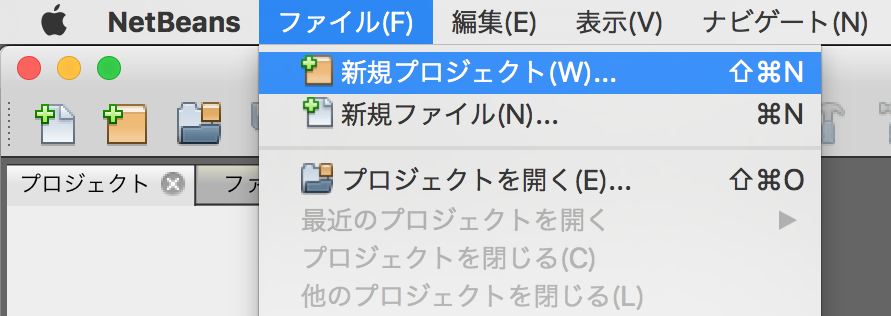 NetBeans ファイル(F) 編集(E) 表示(V) ナビゲート(N)
新規プロジェクト(W)... ⇧⌘N
新規ファイル(N)... ⌘N
プロジェクト ファ
プロジェクトを開く(E)... ⇧⌘O
最近のプロジェクトを開く ▶
プロジェクトを閉じる(C)
他のプロジェクトを閉じる(L)